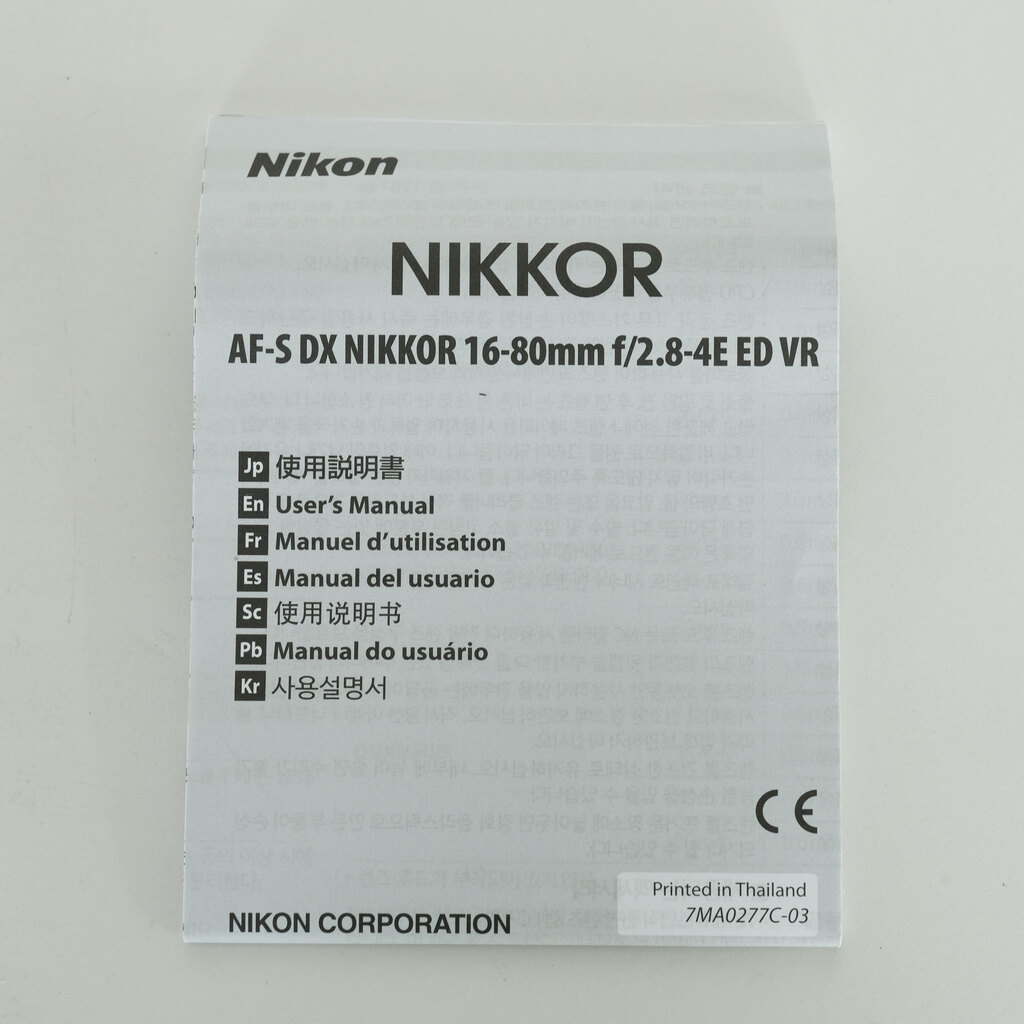 Nikon
NIKKOR
AF-S DX NIKKOR 16-80mm f/2.8-4E ED VR
Jp 使用説明書
En User's Manual
Fr Manuel d'utilisation
Es Manual del usuario
Sc 使用说明书
Pb Manual do usuário
Kr 사용설명서
CE
Printed in Thailand
7MA0277C-03
NIKON CORPORATION